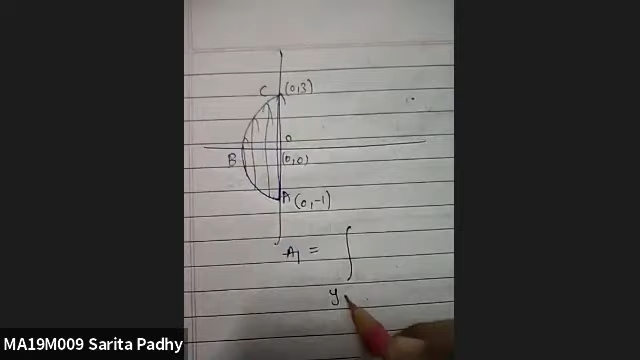 C (0,3)
O
B (0,0)
A (0,-1)
A₁ = ∫
y
MA19M009 Sarita Padhy